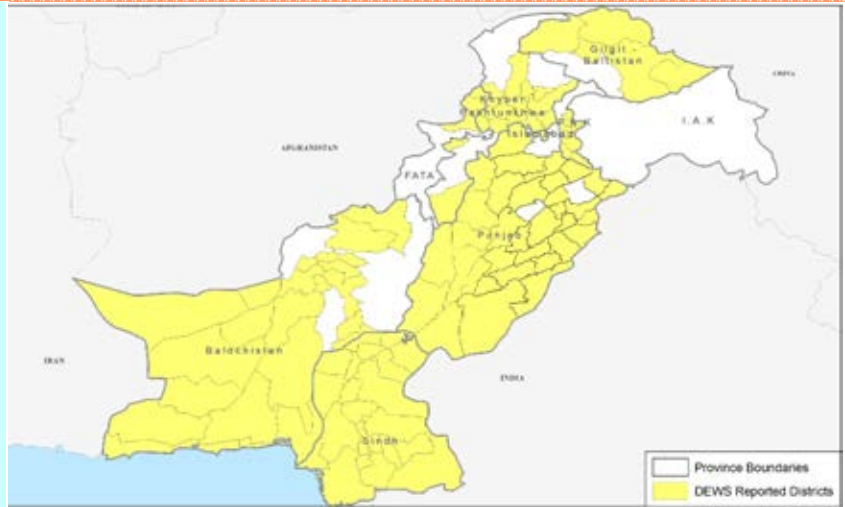 Gilgit -
Baltistan
CHINA
Khyber
Pakhtunkhwa
Islamabad
I.A.K
AFGHANISTAN
FATA
Punjab
Balochistan
IRAN
INDIA
Sindh
Province Boundaries
DEWS Reported Districts